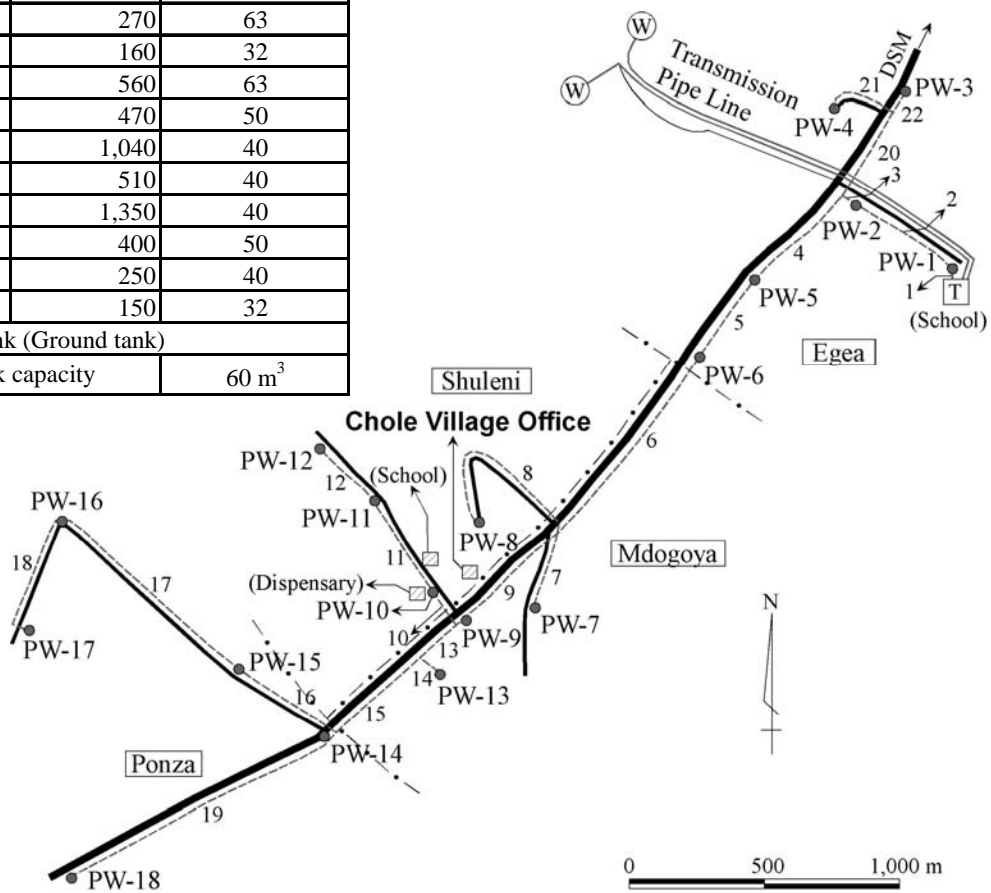 270 63
160 32
560 63
470 50
1,040 40
510 40
1,350 40
400 50
250 40
150 32
(Ground tank)
capacity 60 m³
W
W
Transmission
Pipe Line
DSM
21
PW-3
PW-4
22
20
3
2
PW-2
4
PW-1
1
T
(School)
PW-5
5
Egea
PW-6
Shuleni
6
Chole Village Office
PW-12
(School)
8
12
PW-11
PW-16
PW-8
Mdogoya
11
18
17
9
7
(Dispensary)
PW-10
N
PW-7
PW-17
10
PW-9
13
PW-15
14
PW-13
16
15
PW-14
Ponza
19
PW-18
0 500 1,000 m